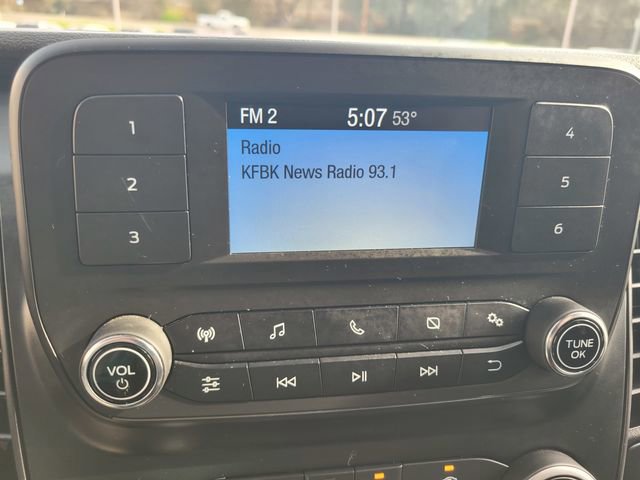 FM 2 5:07 53°
Radio
KFBK News Radio 93.1
1
2
3
4
5
6
VOL
TUNE
OK